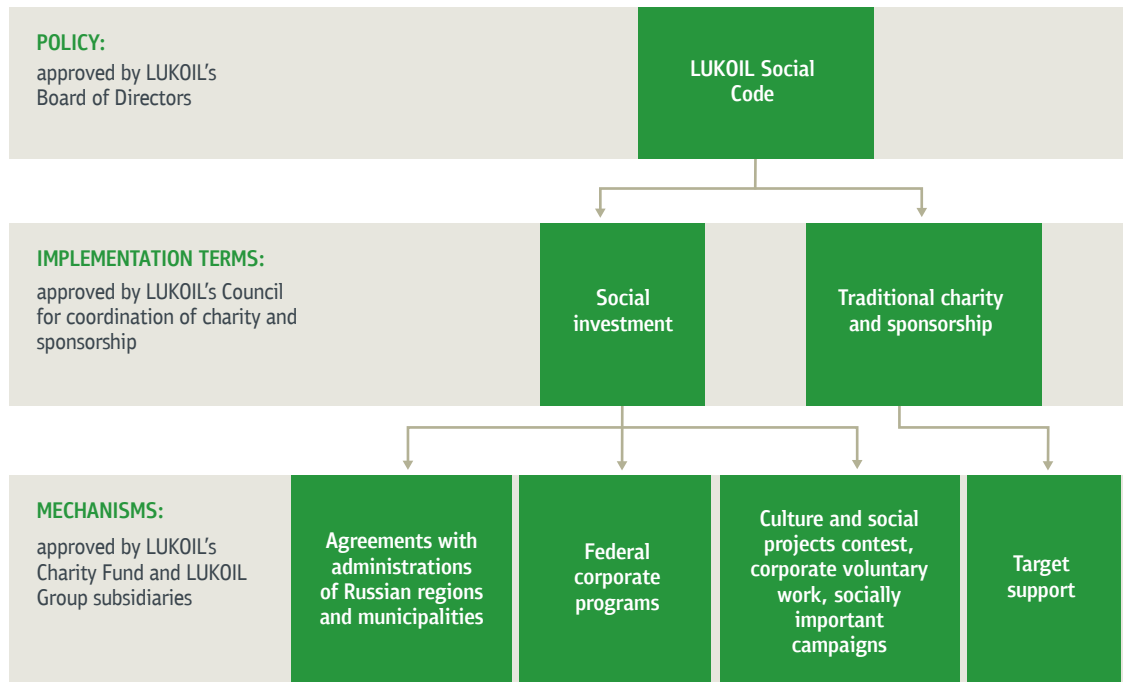 POLICY:
approved by LUKOIL's
Board of Directors
LUKOIL Social
Code
IMPLEMENTATION TERMS:
approved by LUKOIL's Council
for coordination of charity and
sponsorship
Social
investment
Traditional charity
and sponsorship
MECHANISMS:
approved by LUKOIL's
Charity Fund and LUKOIL
Group subsidiaries
Agreements with
administrations
of Russian regions
and municipalities
Federal
corporate
programs
Culture and social
projects contest,
corporate voluntary
work, socially
important
campaigns
Target
support